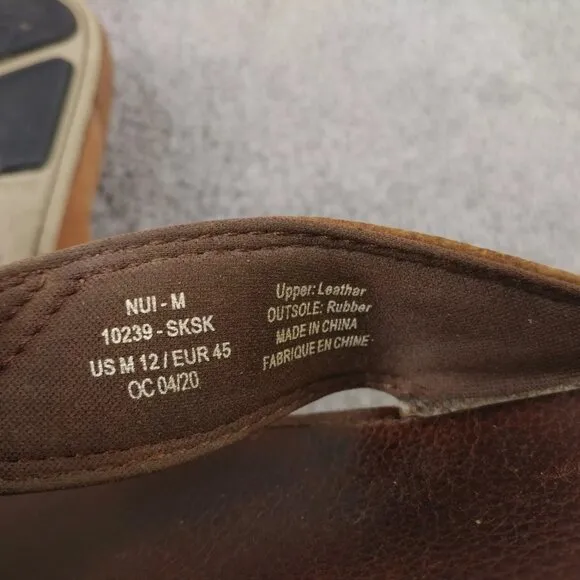 NUI - M
10239 - SKSK
US M 12 / EUR 45
OC 04/20
Upper: Leather
OUTSOLE: Rubber
MADE IN CHINA
FABRIQUE EN CHINE